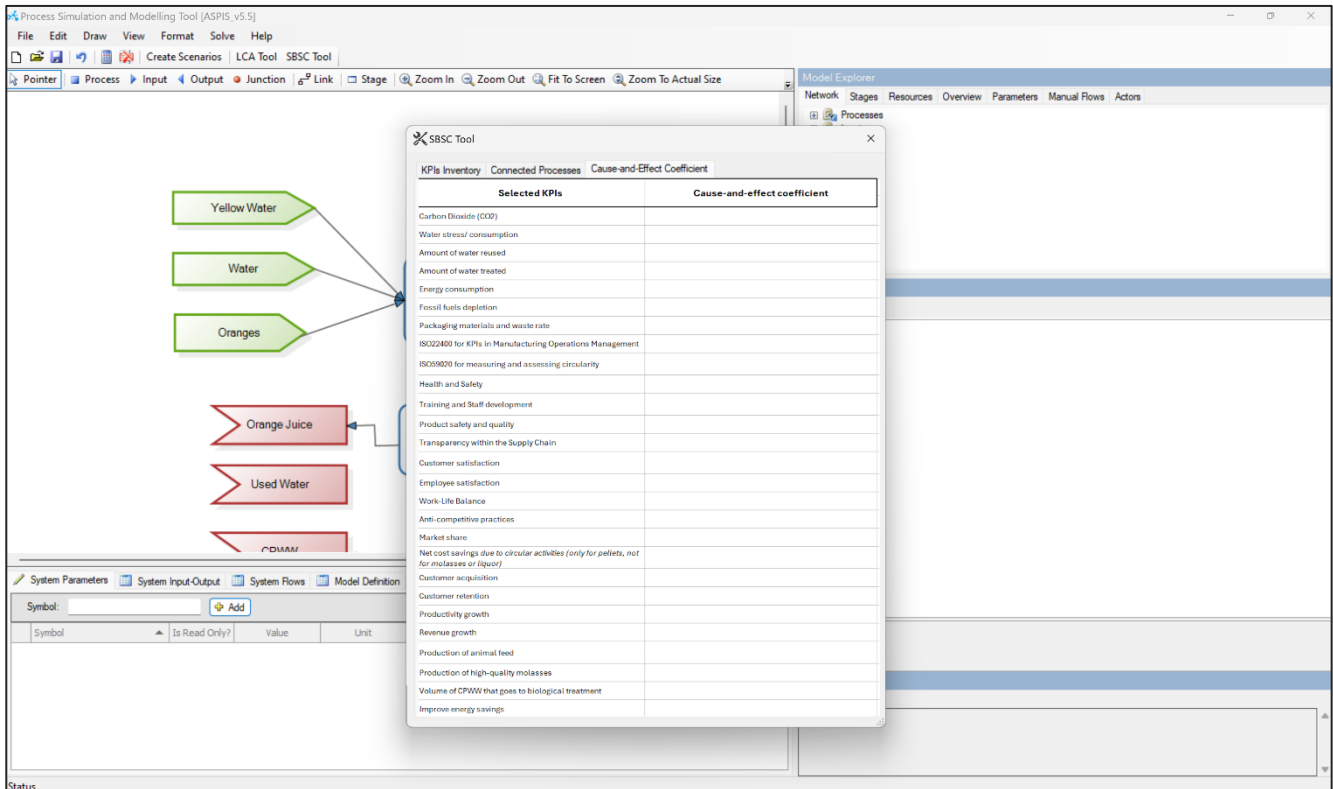 Process Simulation and Modelling Tool [ASPIS_v5.5]
File Edit Draw View Format Solve Help
Create Scenarios LCA Tool SBSC Tool
Pointer Process Input Output Junction Link Stage Zoom In Zoom Out Fit To Screen Zoom To Actual Size
Model Explorer
Network Stages Resources Overview Parameters Manual Flows Actors
Processes
SBSC Tool
KPIs Inventory Connected Processes Cause-and-Effect Coefficient
Selected KPIs Cause-and-effect coefficient
Carbon Dioxide (CO2)
Water stress/ consumption
Amount of water reused
Amount of water treated
Energy consumption
Fossil fuels depletion
Packaging materials and waste rate
ISO22400 for KPIs in Manufacturing Operations Management
ISO59020 for measuring and assessing circularity
Health and Safety
Training and Staff development
Product safety and quality
Transparency within the Supply Chain
Customer satisfaction
Employee satisfaction
Work-Life Balance
Anti-competitive practices
Market share
Net cost savings due to circular activities (only for pellets, not
for molasses or liquor)
Customer acquisition
Customer retention
Productivity growth
Revenue growth
Production of animal feed
Production of high-quality molasses
Volume of CPWW that goes to biological treatment
Improve energy savings
Yellow Water
Water
Oranges
Orange Juice
Used Water
CPWW
System Parameters System Input-Output System Flows Model Definition
Symbol: Add
Symbol Is Read Only? Value Unit
Status